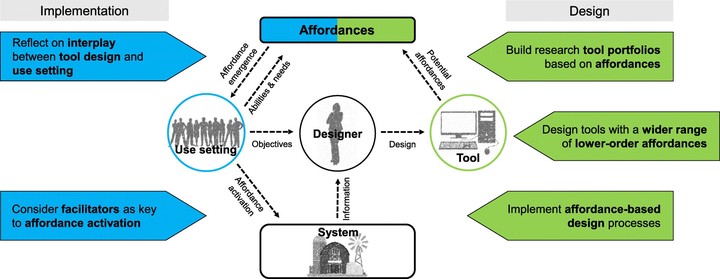 Implementation
Affordances
Design
Reflect on interplay
between tool design and
use setting
Affordance
emergence
Abilities & needs
Potential
affordances
Build research tool portfolios
based on affordances
Use setting
Objectives
Designer
Design
Tool
Design tools with a wider range
of lower-order affordances
Consider facilitators as key
to affordance activation
Affordance
activation
Information
System
Implement affordance-based
design processes